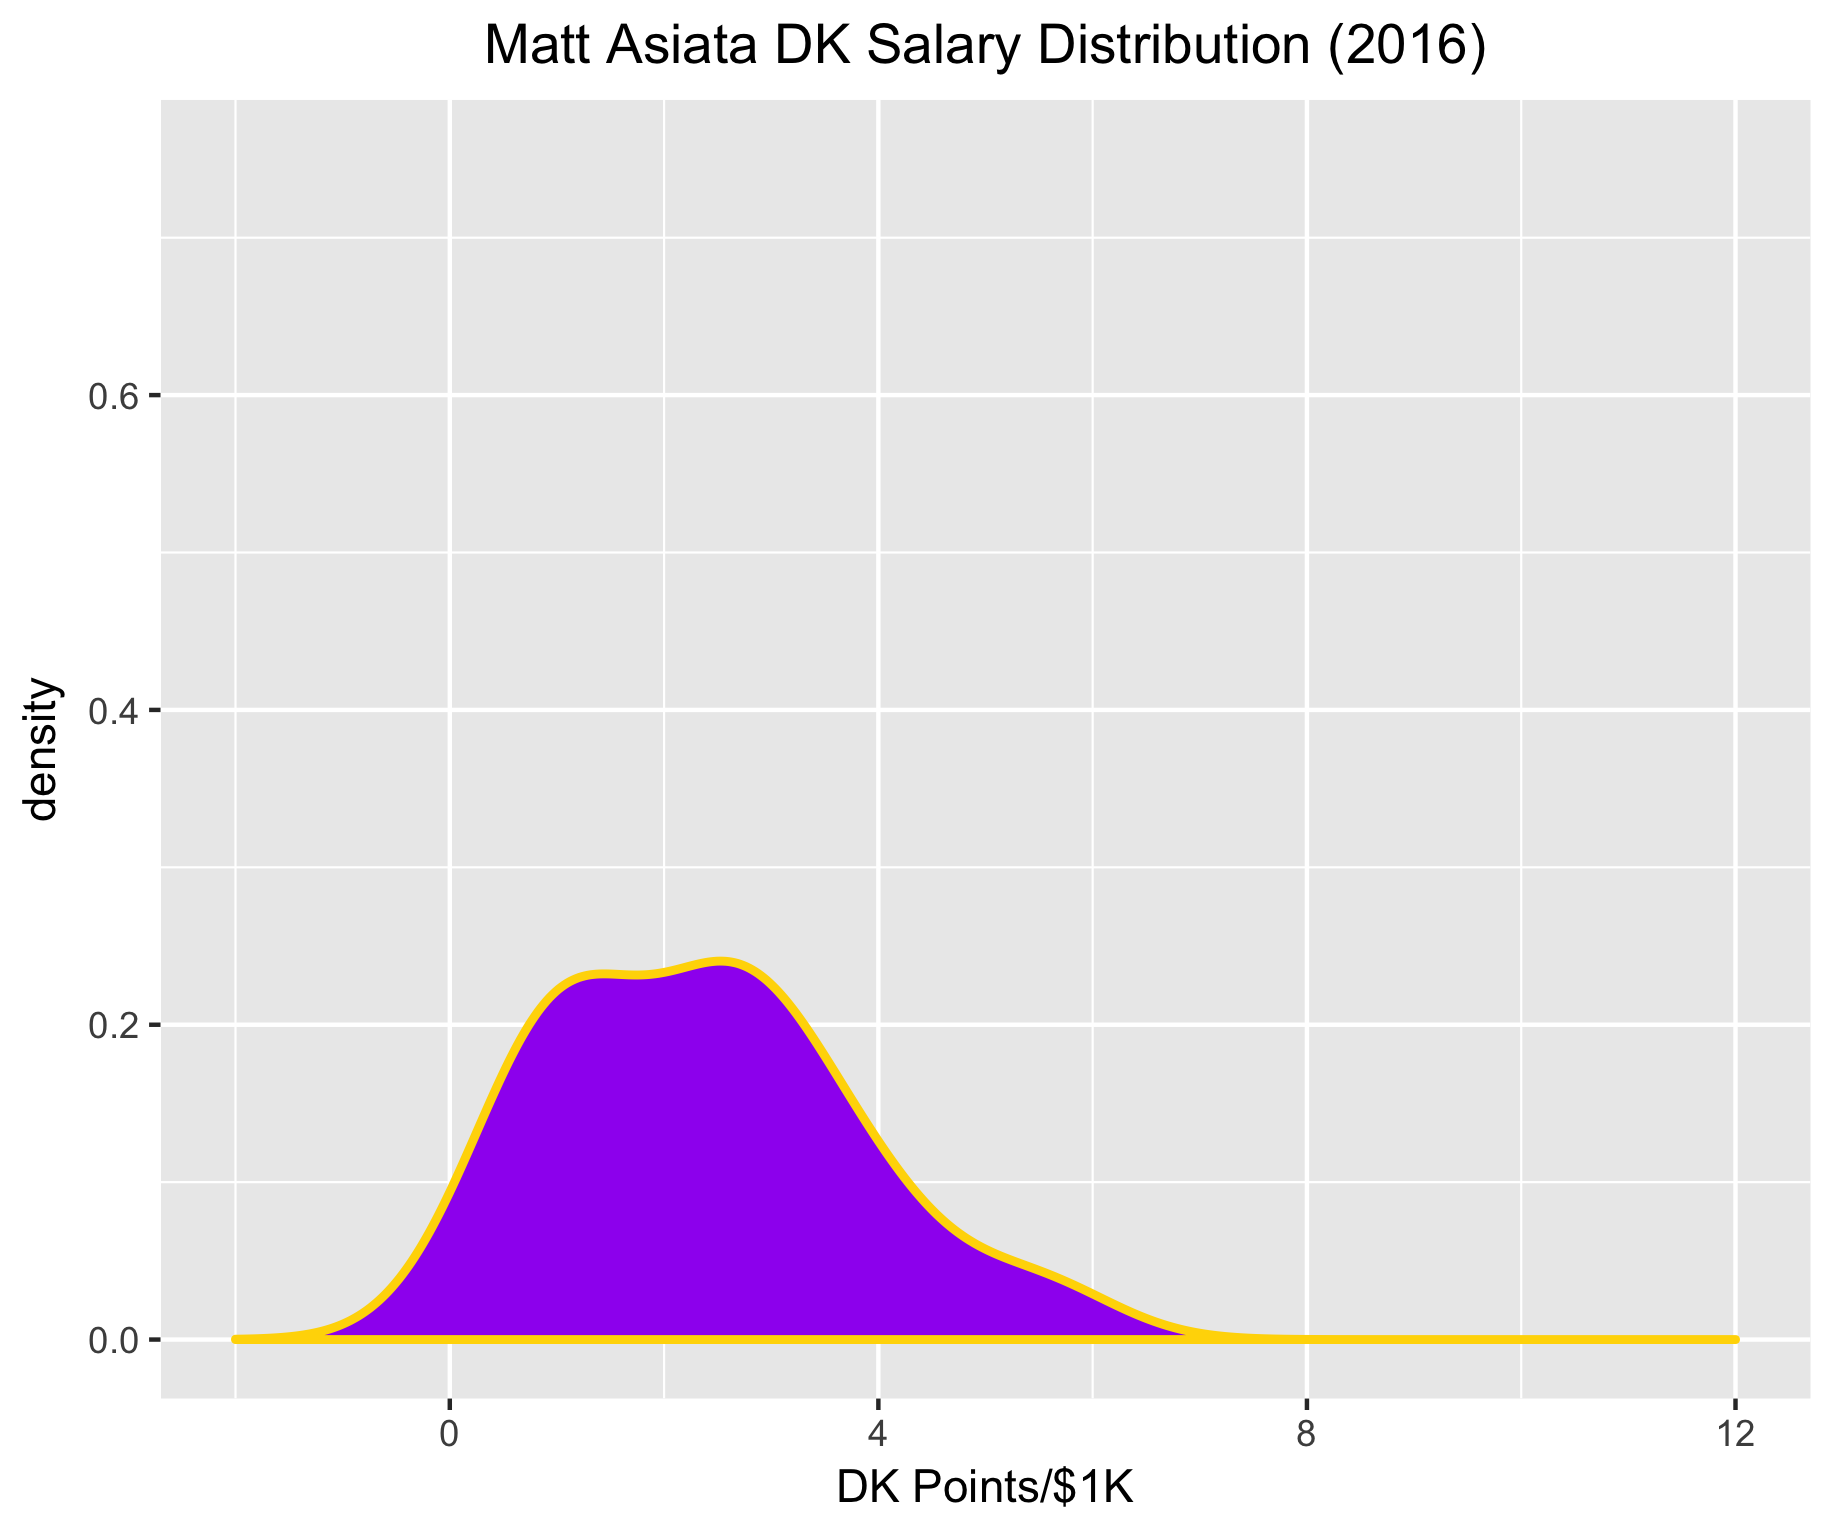 Matt Asiata DK Salary Distribution (2016)
density
0.6
0.4
0.2
0.0
0 4 8 12
DK Points/$1K